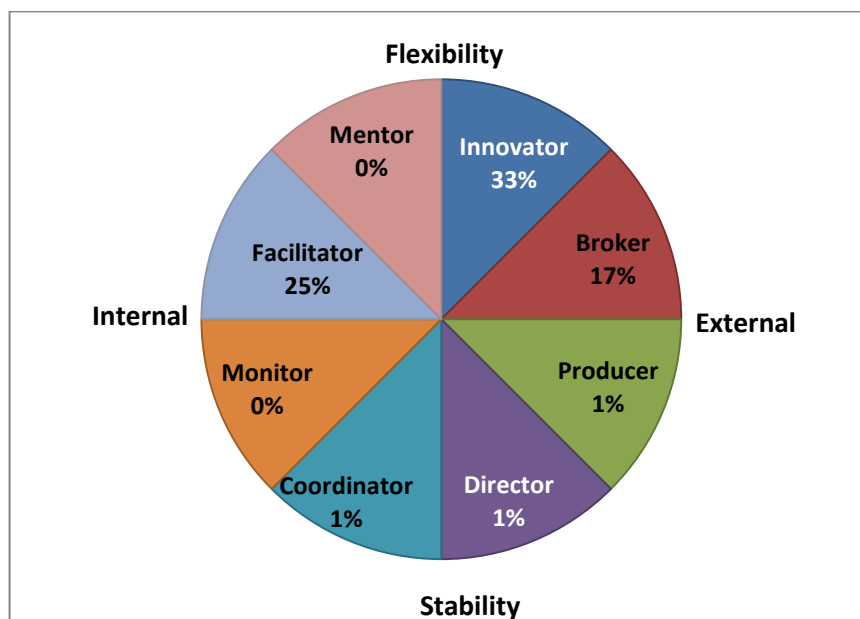 Flexibility
Mentor
0%
Innovator
33%
Facilitator
25%
Broker
17%
Internal
External
Monitor
0%
Producer
1%
Coordinator
1%
Director
1%
Stability